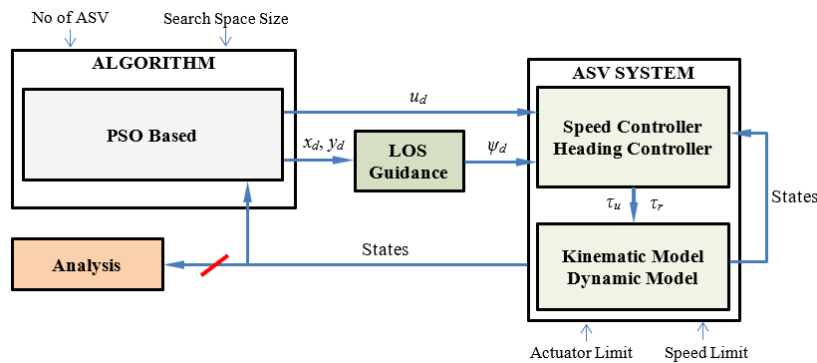 No of ASV
Search Space Size
ALGORITHM
PSO Based
u_d
x_d, y_d
LOS
Guidance
ψ_d
ASV SYSTEM
Speed Controller
Heading Controller
τ_u τ_r
States
Kinematic Model
Dynamic Model
States
Analysis
Actuator Limit
Speed Limit